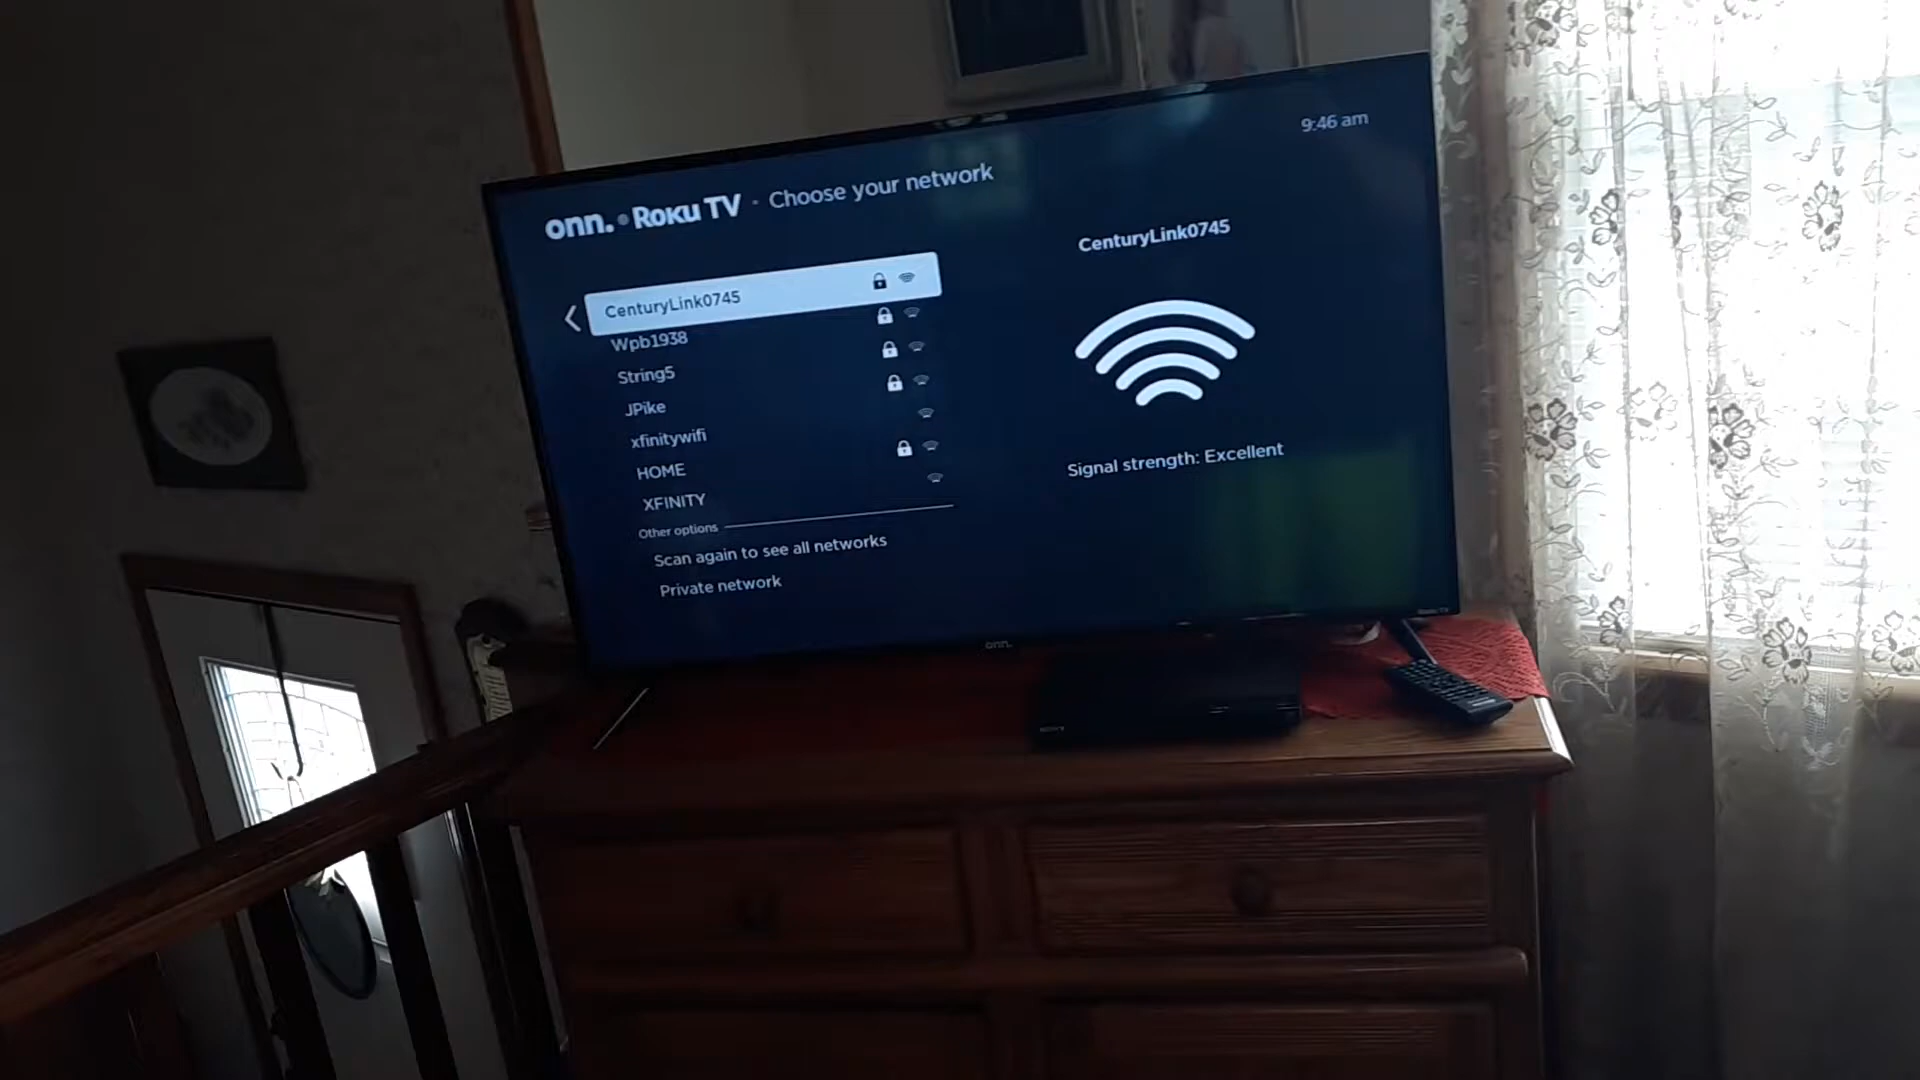 9:46 am
onn. • Roku TV · Choose your network
CenturyLink0745
Wpb1938
String5
JPike
xfinitywifi
HOME
XFINITY
Other options
Scan again to see all networks
Private network
CenturyLink0745
Signal strength: Excellent
onn.
SONY